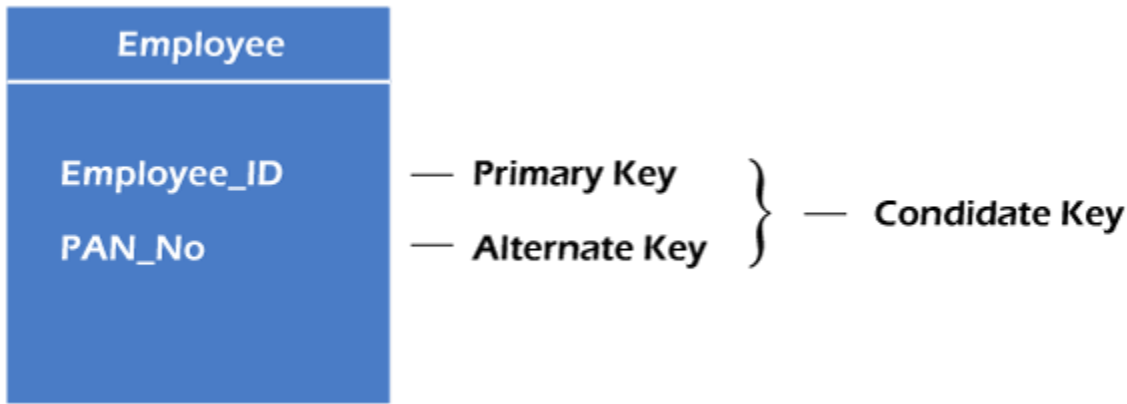 Employee
Employee_ID — Primary Key
PAN_No — Alternate Key
— Condidate Key